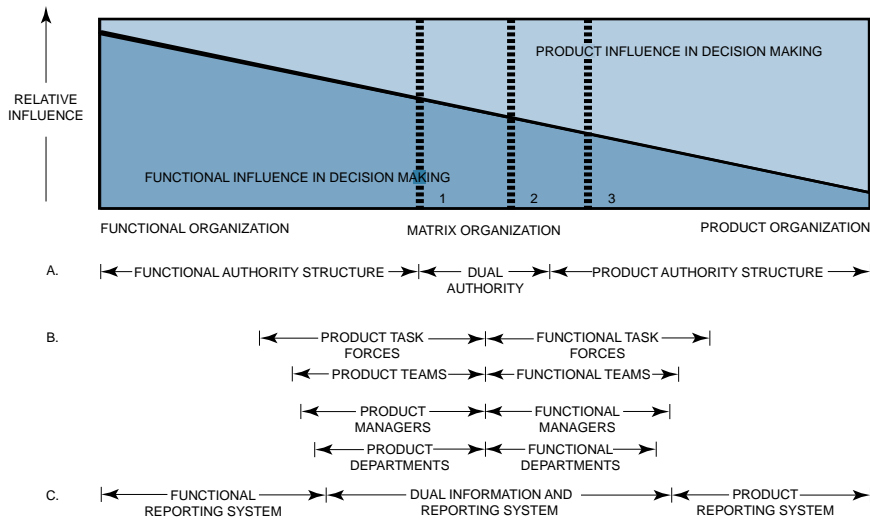 PRODUCT INFLUENCE IN DECISION MAKING
RELATIVE
INFLUENCE
FUNCTIONAL INFLUENCE IN DECISION MAKING
1
2
3
FUNCTIONAL ORGANIZATION
MATRIX ORGANIZATION
PRODUCT ORGANIZATION
A.
FUNCTIONAL AUTHORITY STRUCTURE
DUAL
AUTHORITY
PRODUCT AUTHORITY STRUCTURE
B.
PRODUCT TASK
FORCES
FUNCTIONAL TASK
FORCES
PRODUCT TEAMS
FUNCTIONAL TEAMS
PRODUCT
MANAGERS
FUNCTIONAL
MANAGERS
PRODUCT
DEPARTMENTS
FUNCTIONAL
DEPARTMENTS
C.
FUNCTIONAL
REPORTING SYSTEM
DUAL INFORMATION AND
REPORTING SYSTEM
PRODUCT
REPORTING SYSTEM